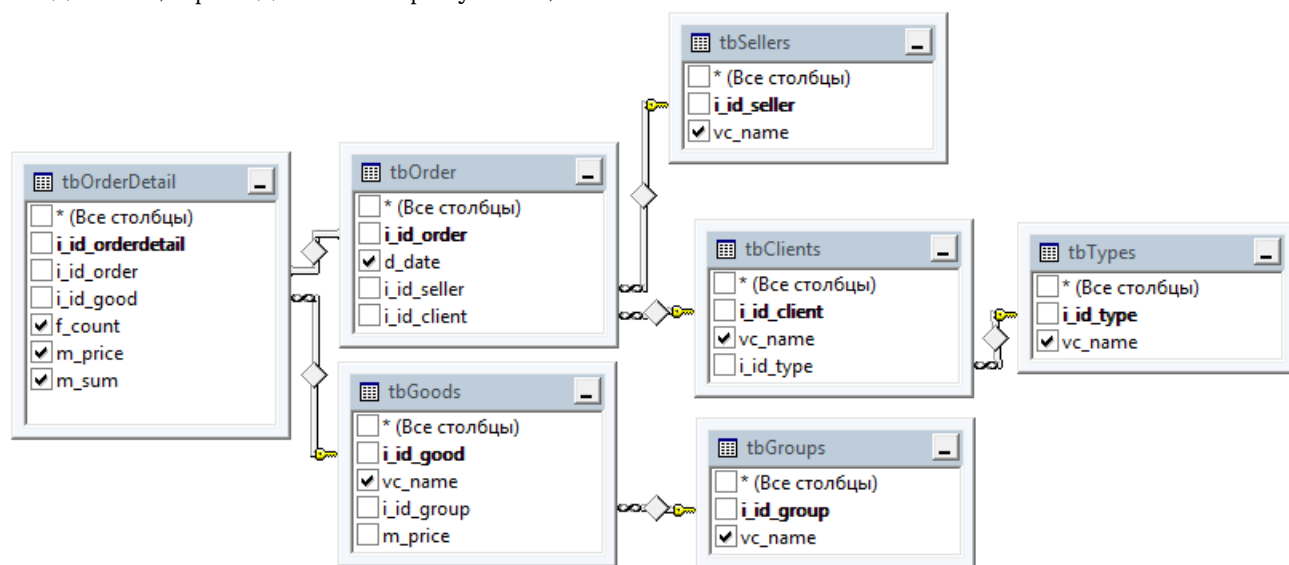 tbSellers
* (Все столбцы)
i_id_seller
vc_name
tbOrderDetail
* (Все столбцы)
i_id_orderdetail
i_id_order
i_id_good
f_count
m_price
m_sum
tbOrder
* (Все столбцы)
i_id_order
d_date
i_id_seller
i_id_client
tbClients
* (Все столбцы)
i_id_client
vc_name
i_id_type
tbTypes
* (Все столбцы)
i_id_type
vc_name
tbGoods
* (Все столбцы)
i_id_good
vc_name
i_id_group
m_price
tbGroups
* (Все столбцы)
i_id_group
vc_name